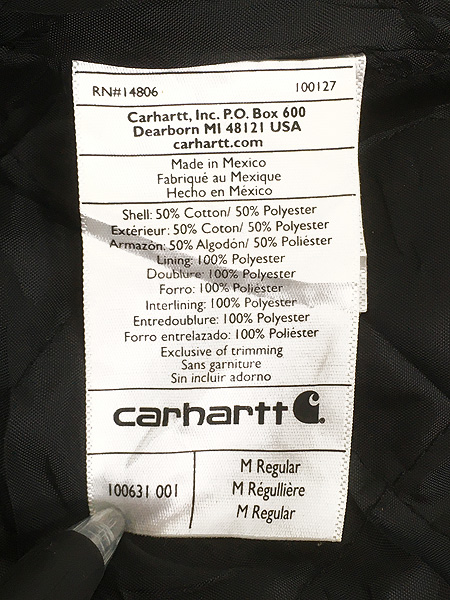 RN#14806 100127
Carhartt, Inc. P.O. Box 600
Dearborn MI 48121 USA
carhartt.com
Made in Mexico
Fabriqué au Mexique
Hecho en México
Shell: 50% Cotton/ 50% Polyester
Extérieur: 50% Coton/ 50% Polyester
Armazón: 50% Algodón/ 50% Poliéster
Lining: 100% Polyester
Doublure: 100% Polyester
Forro: 100% Poliéster
Interlining: 100% Polyester
Entredoublure: 100% Polyester
Forro entrelazado: 100% Poliéster
Exclusive of trimming
Sans garniture
Sin incluir adorno
carhartt
100631 001
M Regular
M Régullière
M Regular